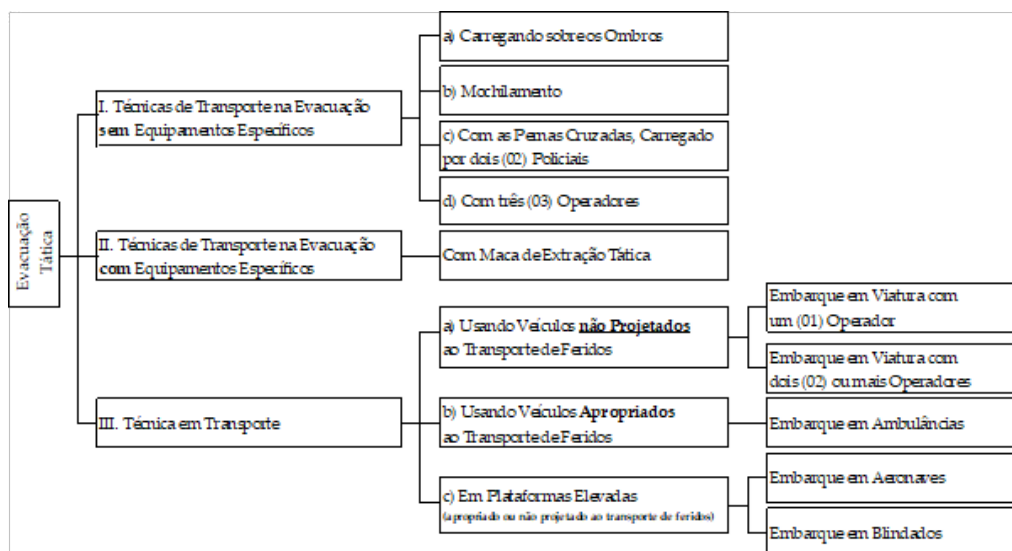 Evacuação
Tática
I. Técnicas de Transporte na Evacuação
sem Equipamentos Específicos
a) Carregando sobre os Ombros
b) Mochilamento
c) Com as Pernas Cruzadas, Carregado
por dois (02) Policiais
d) Com três (03) Operadores
II. Técnicas de Transporte na Evacuação
com Equipamentos Específicos
Com Maca de Extração Tática
III. Técnica em Transporte
a) Usando Veículos não Projetados
ao Transporte de Feridos
Embarque em Viatura com
um (01) Operador
Embarque em Viatura com
dois (02) ou mais Operadores
b) Usando Veículos Apropriados
ao Transporte de Feridos
Embarque em Ambulâncias
c) Em Plataformas Elevadas
(apropriado ou não projetado ao transporte de feridos)
Embarque em Aeronaves
Embarque em Blindados